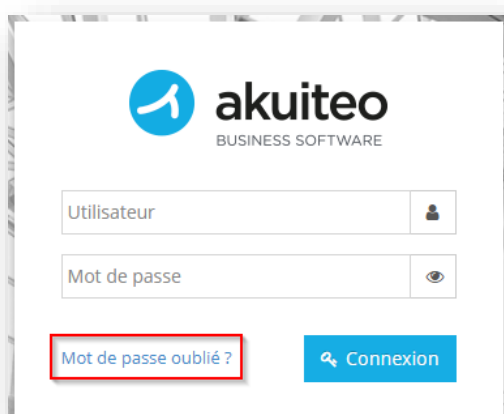 akuiteo
BUSINESS SOFTWARE
Utilisateur
Mot de passe
Mot de passe oublié ?
Connexion